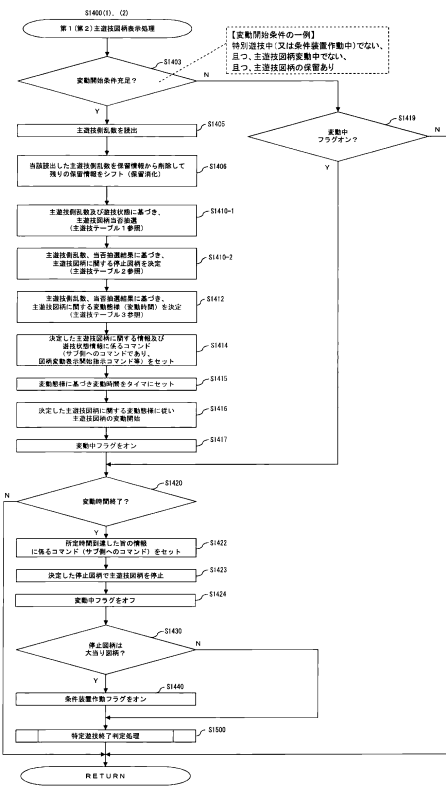 S1400(1), (2)
第1(第2)主遊技図柄表示処理
【変動開始条件の一例】
特別遊技中(又は条件装置作動中)でない、
且つ、主遊技図柄変動中でない、
且つ、主遊技図柄の保留あり
S1403
変動開始条件充足?
N
Y
S1419
変動中
フラグオン?
N
Y
主遊技側乱数を読出
S1405
当該読出した主遊技側乱数を保留情報から削除して
残りの保留情報をシフト(保留消化)
S1406
主遊技側乱数及び遊技状態に基づき、
主遊技図柄当否抽選
(主遊技テーブル1参照)
S1410-1
主遊技側乱数、当否抽選結果に基づき、
主遊技図柄に関する停止図柄を決定
(主遊技テーブル2参照)
S1410-2
主遊技側乱数、当否抽選結果に基づき、
主遊技図柄に関する変動態様(変動時間)を決定
(主遊技テーブル3参照)
S1412
決定した主遊技図柄に関する情報及び
遊技状態情報に係るコマンド
(サブ側へのコマンドであり、
図柄変動表示開始指示コマンド等)をセット
S1414
変動態様に基づき変動時間をタイマにセット
S1415
決定した主遊技図柄に関する変動態様に従い
主遊技図柄の変動開始
S1416
変動中フラグをオン
S1417
S1420
N
変動時間終了?
Y
所定時間到達した旨の情報
に係るコマンド(サブ側へのコマンド)をセット
S1422
決定した停止図柄で主遊技図柄を停止
S1423
変動中フラグをオフ
S1424
S1430
停止図柄は
大当り図柄?
N
Y
条件装置作動フラグをオン
S1440
特定遊技終了判定処理
S1500
RETURN